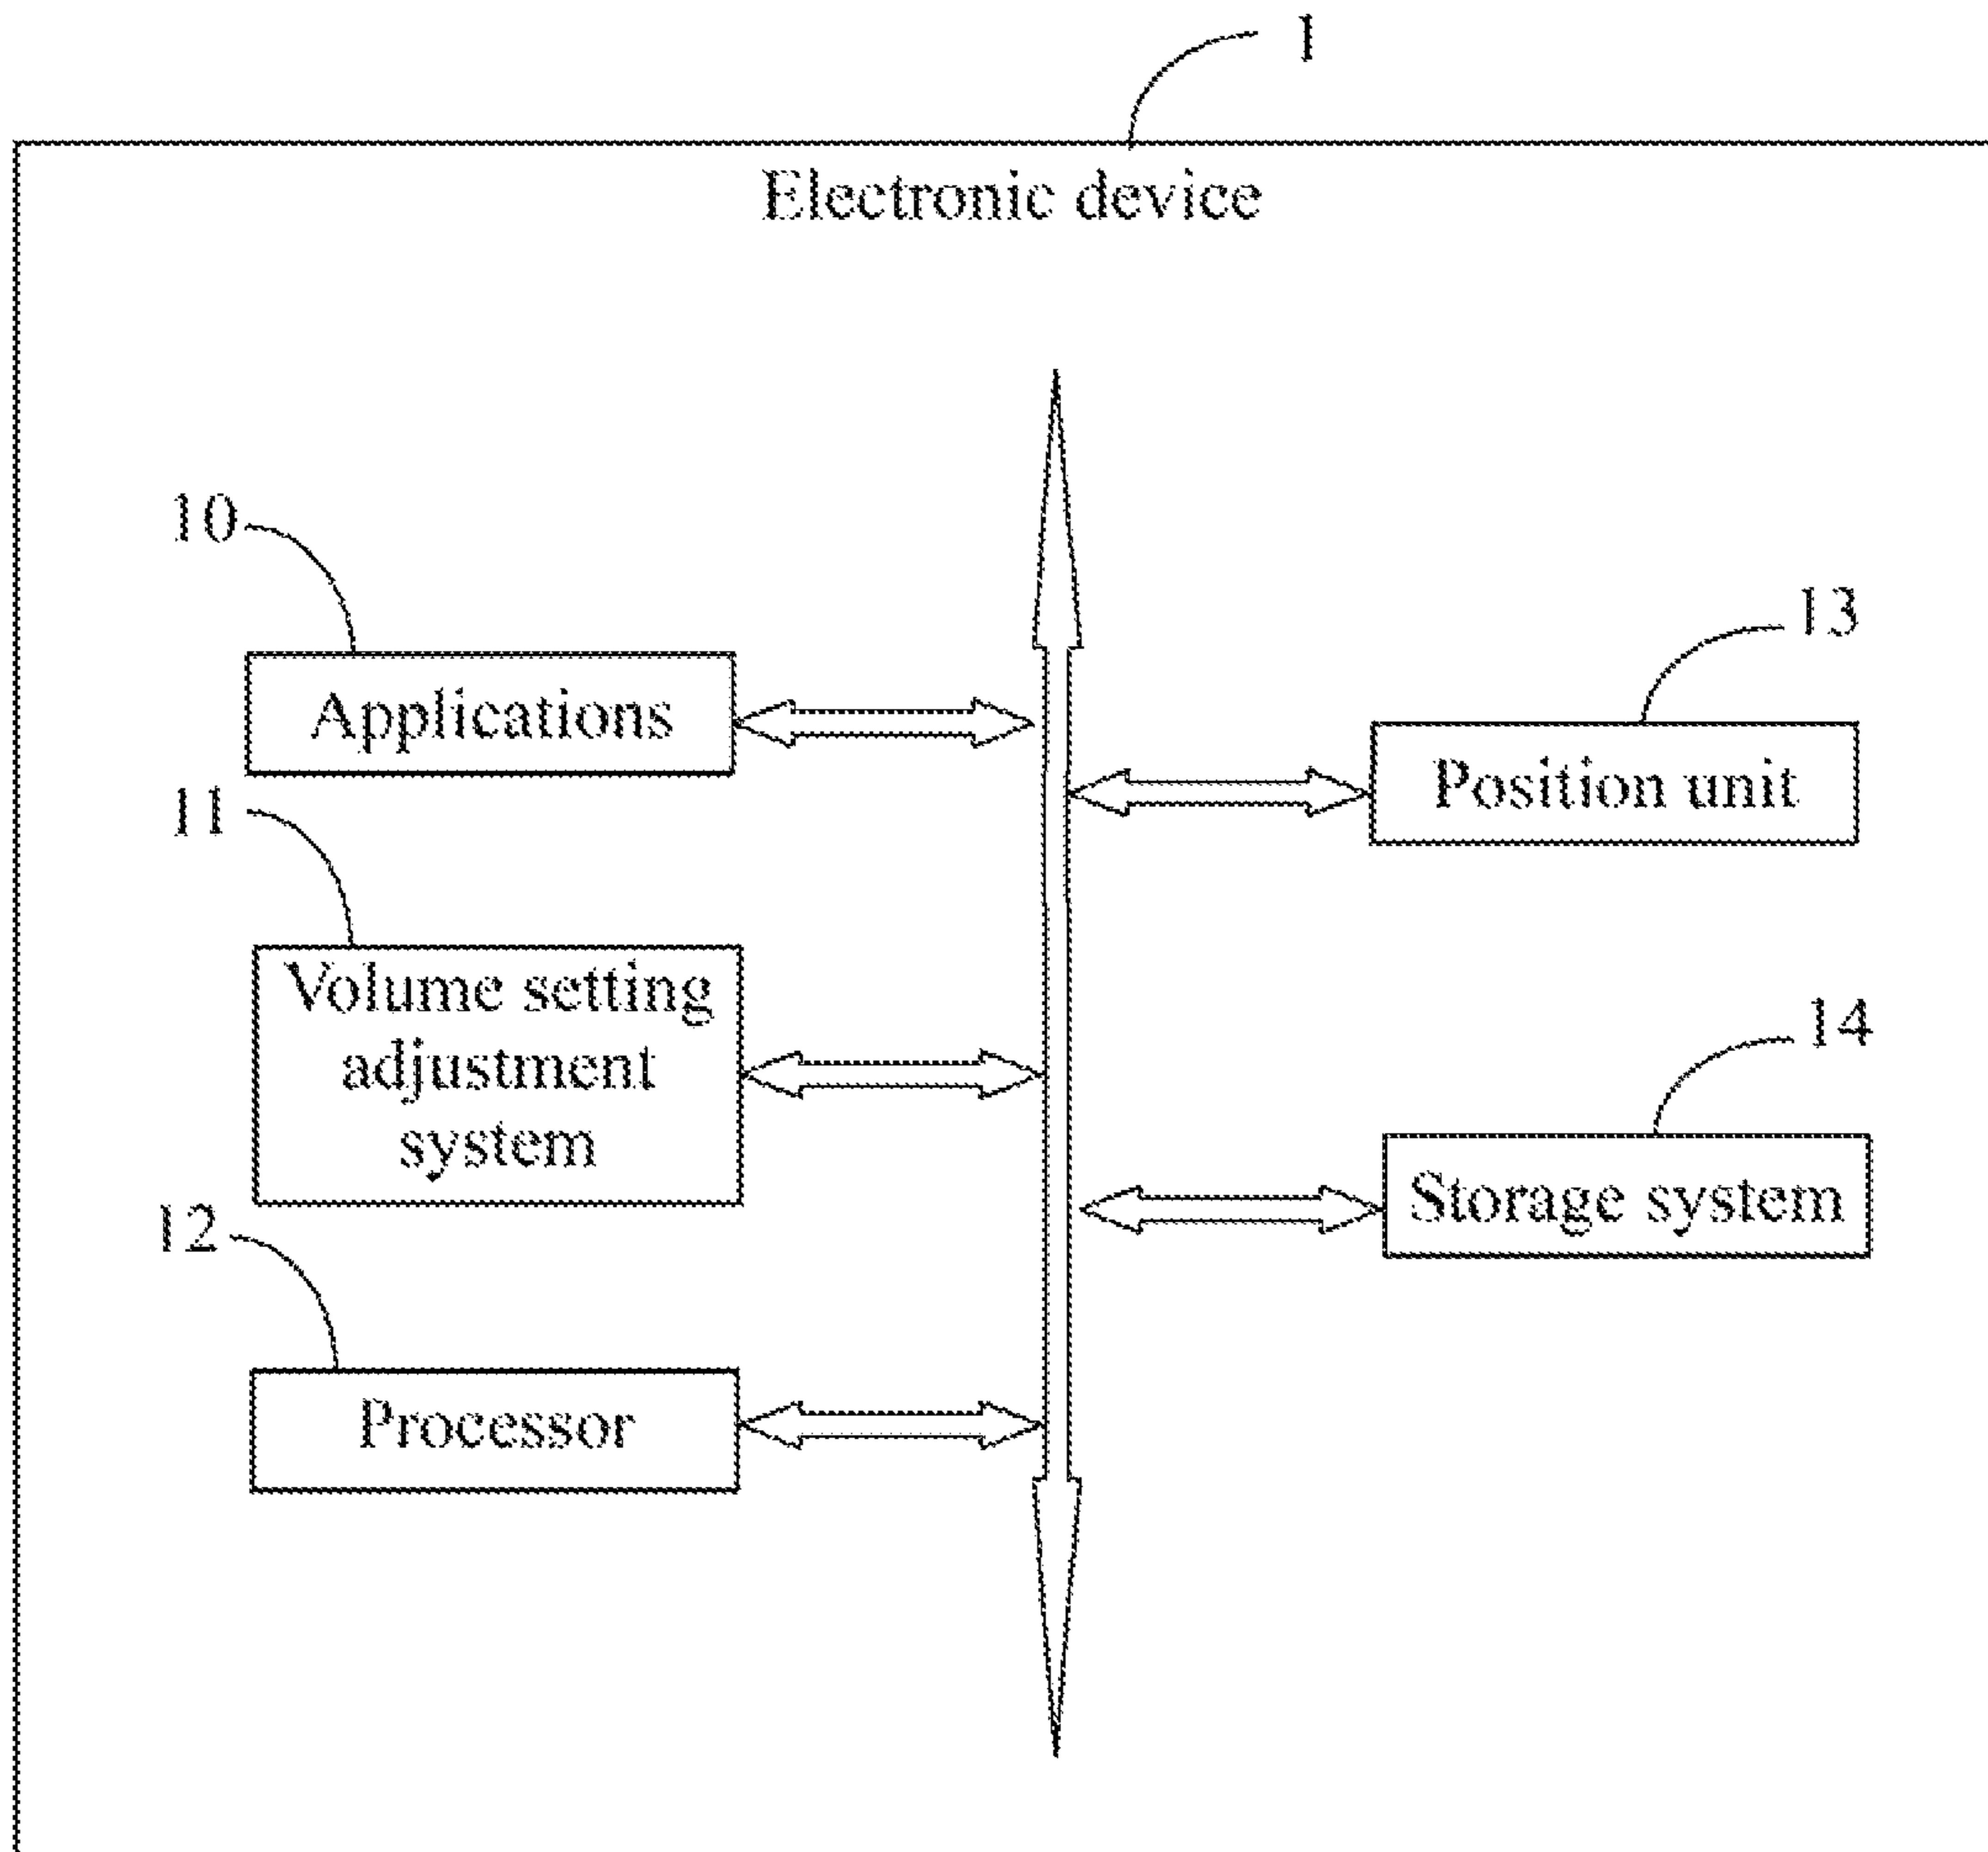 1
Electronic device
10
Applications
13
Position unit
11
Volume setting
adjustment
system
14
Storage system
12
Processor